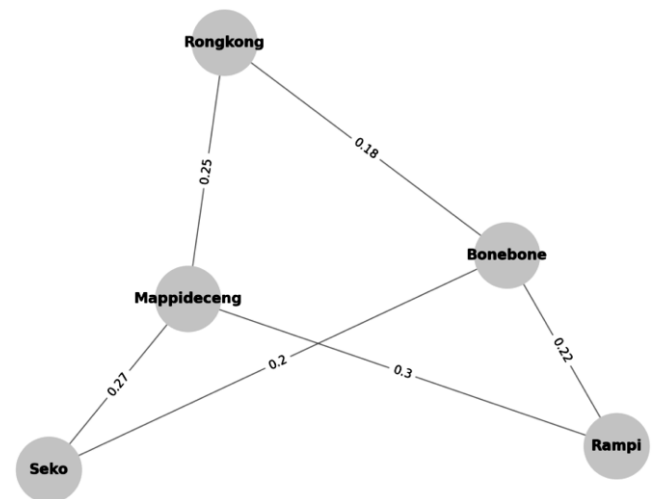 Rongkong
0.18
0.25
Bonebone
Mappideceng
0.22
0.2
0.3
0.27
Rampi
Seko